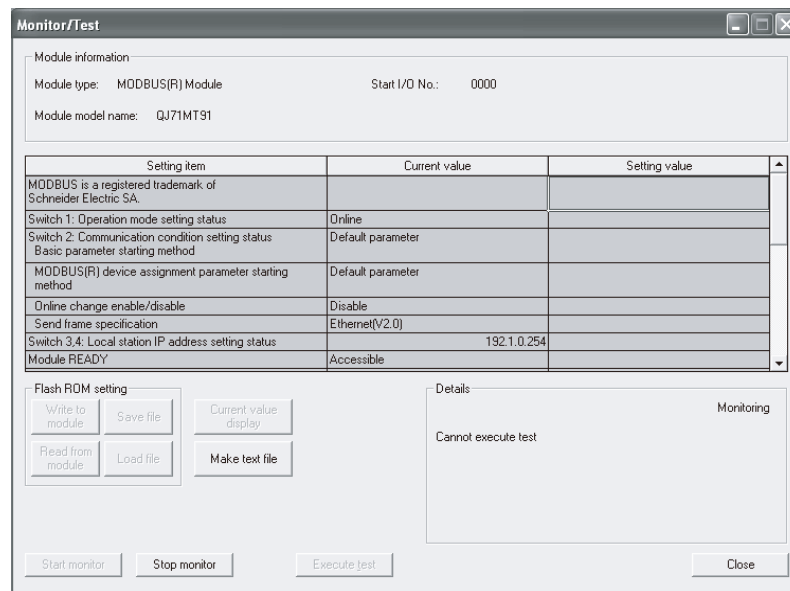 Monitor/Test
Module information
Module type: MODBUS(R) Module Start I/O No.: 0000
Module model name: QJ71MT91
Setting item Current value Setting value
MODBUS is a registered trademark of
Schneider Electric SA.
Switch 1: Operation mode setting status Online
Switch 2: Communication condition setting status Default parameter
Basic parameter starting method
MODBUS(R) device assignment parameter starting Default parameter
method
Online change enable/disable Disable
Send frame specification Ethernet(V2.0)
Switch 3,4: Local station IP address setting status 192.1.0.254
Module READY Accessible
Flash ROM setting
Write to
module
Save file
Current value
display
Read from
module
Load file
Make text file
Details
Monitoring
Cannot execute test
Start monitor Stop monitor Execute test Close